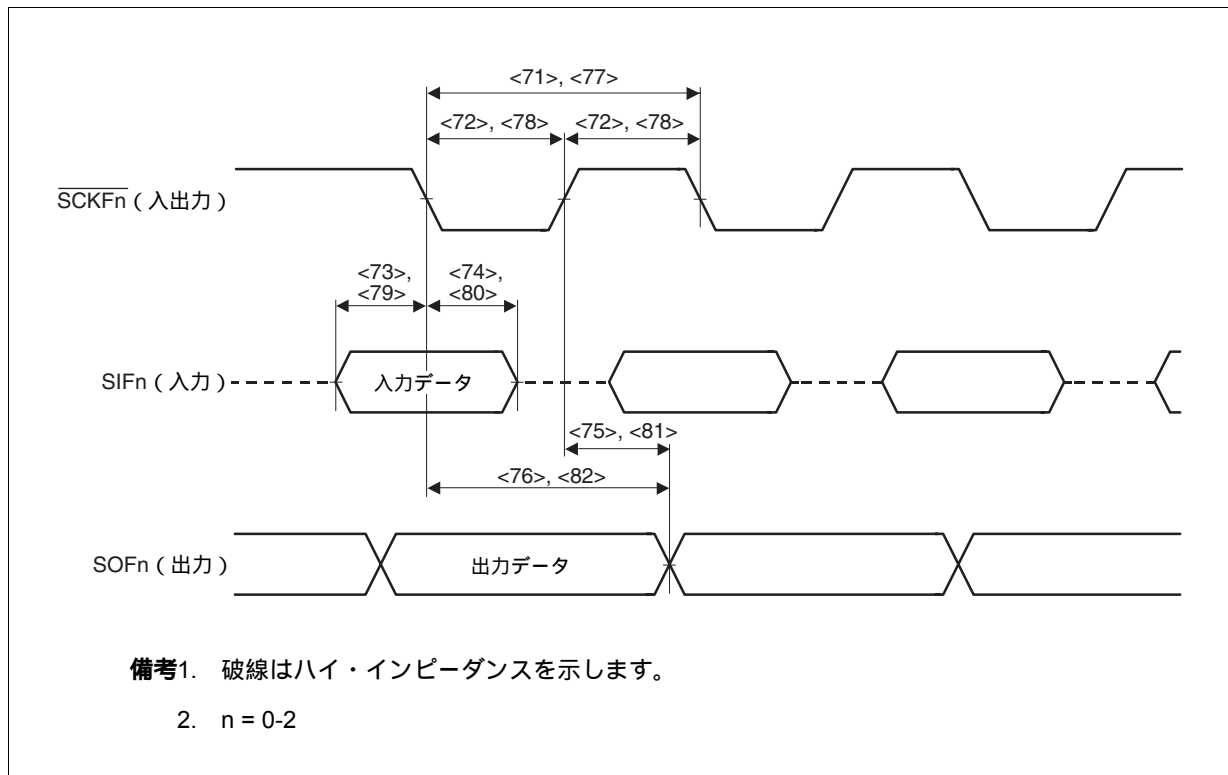 <71>, <77>
<72>, <78> <72>, <78>
SCKFn（入出力）
<73>, <74>,
<79> <80>
SIFn（入力） 入力データ
<75>, <81>
<76>, <82>
SOFn（出力） 出力データ
備考1. 破線はハイ・インピーダンスを示します。
2. n = 0-2